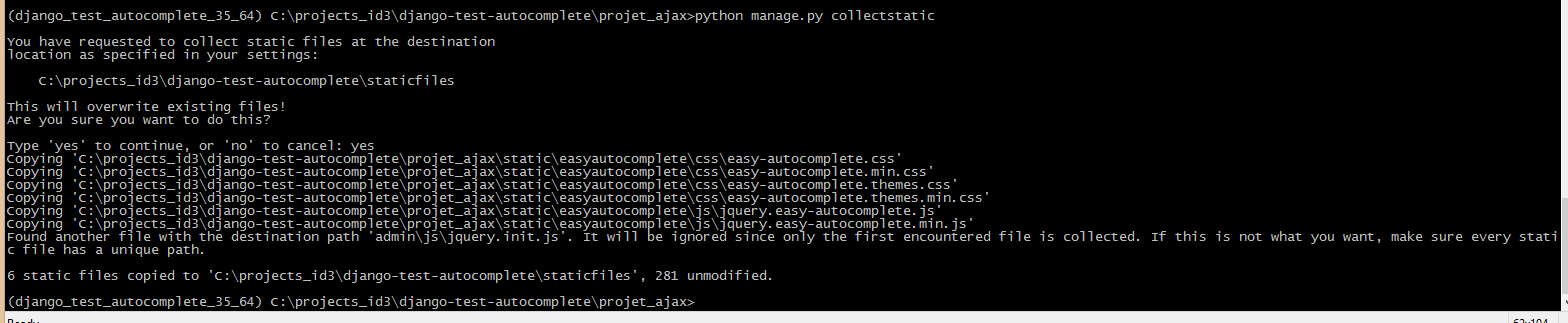 (django_test_autocomplete_35_64) C:\projects_id3\django-test-autocomplete\projet_ajax>python manage.py collectstatic
You have requested to collect static files at the destination
location as specified in your settings:
C:\projects_id3\django-test-autocomplete\staticfiles
This will overwrite existing files!
Are you sure you want to do this?
Type 'yes' to continue, or 'no' to cancel: yes
Copying 'C:\projects_id3\django-test-autocomplete\projet_ajax\static\easyautocomplete\css\easy-autocomplete.css'
Copying 'C:\projects_id3\django-test-autocomplete\projet_ajax\static\easyautocomplete\css\easy-autocomplete.min.css'
Copying 'C:\projects_id3\django-test-autocomplete\projet_ajax\static\easyautocomplete\css\easy-autocomplete.themes.css'
Copying 'C:\projects_id3\django-test-autocomplete\projet_ajax\static\easyautocomplete\css\easy-autocomplete.themes.min.css'
Copying 'C:\projects_id3\django-test-autocomplete\projet_ajax\static\easyautocomplete\js\jquery.easy-autocomplete.js'
Copying 'C:\projects_id3\django-test-autocomplete\projet_ajax\static\easyautocomplete\js\jquery.easy-autocomplete.min.js'
Found another file with the destination path 'admin\js\jquery.init.js'. It will be ignored since only the first encountered file is collected. If this is not what you want, make sure every stati
c file has a unique path.
6 static files copied to 'C:\projects_id3\django-test-autocomplete\staticfiles', 281 unmodified.
(django_test_autocomplete_35_64) C:\projects_id3\django-test-autocomplete\projet_ajax>
Ready